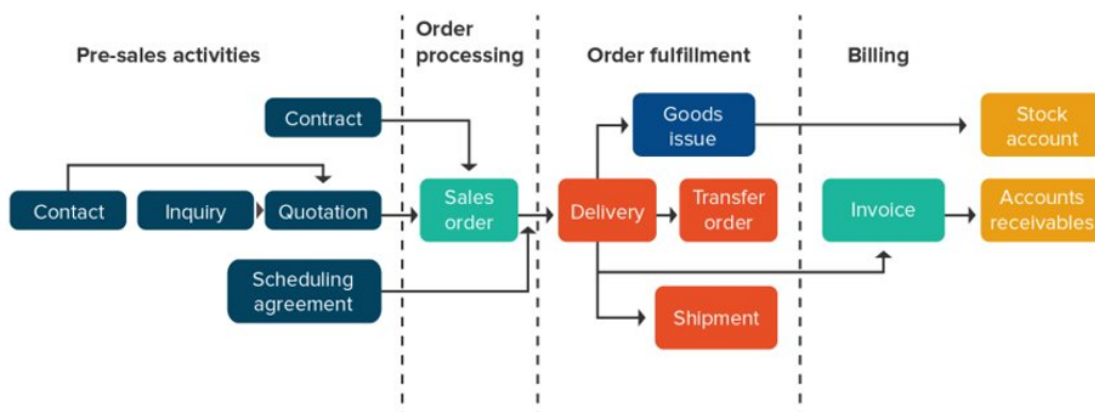 Pre-sales activities
Order
processing
Order fulfillment
Billing
Contract
Goods
issue
Stock
account
Contact
Inquiry
Quotation
Sales
order
Delivery
Transfer
order
Invoice
Accounts
receivables
Scheduling
agreement
Shipment